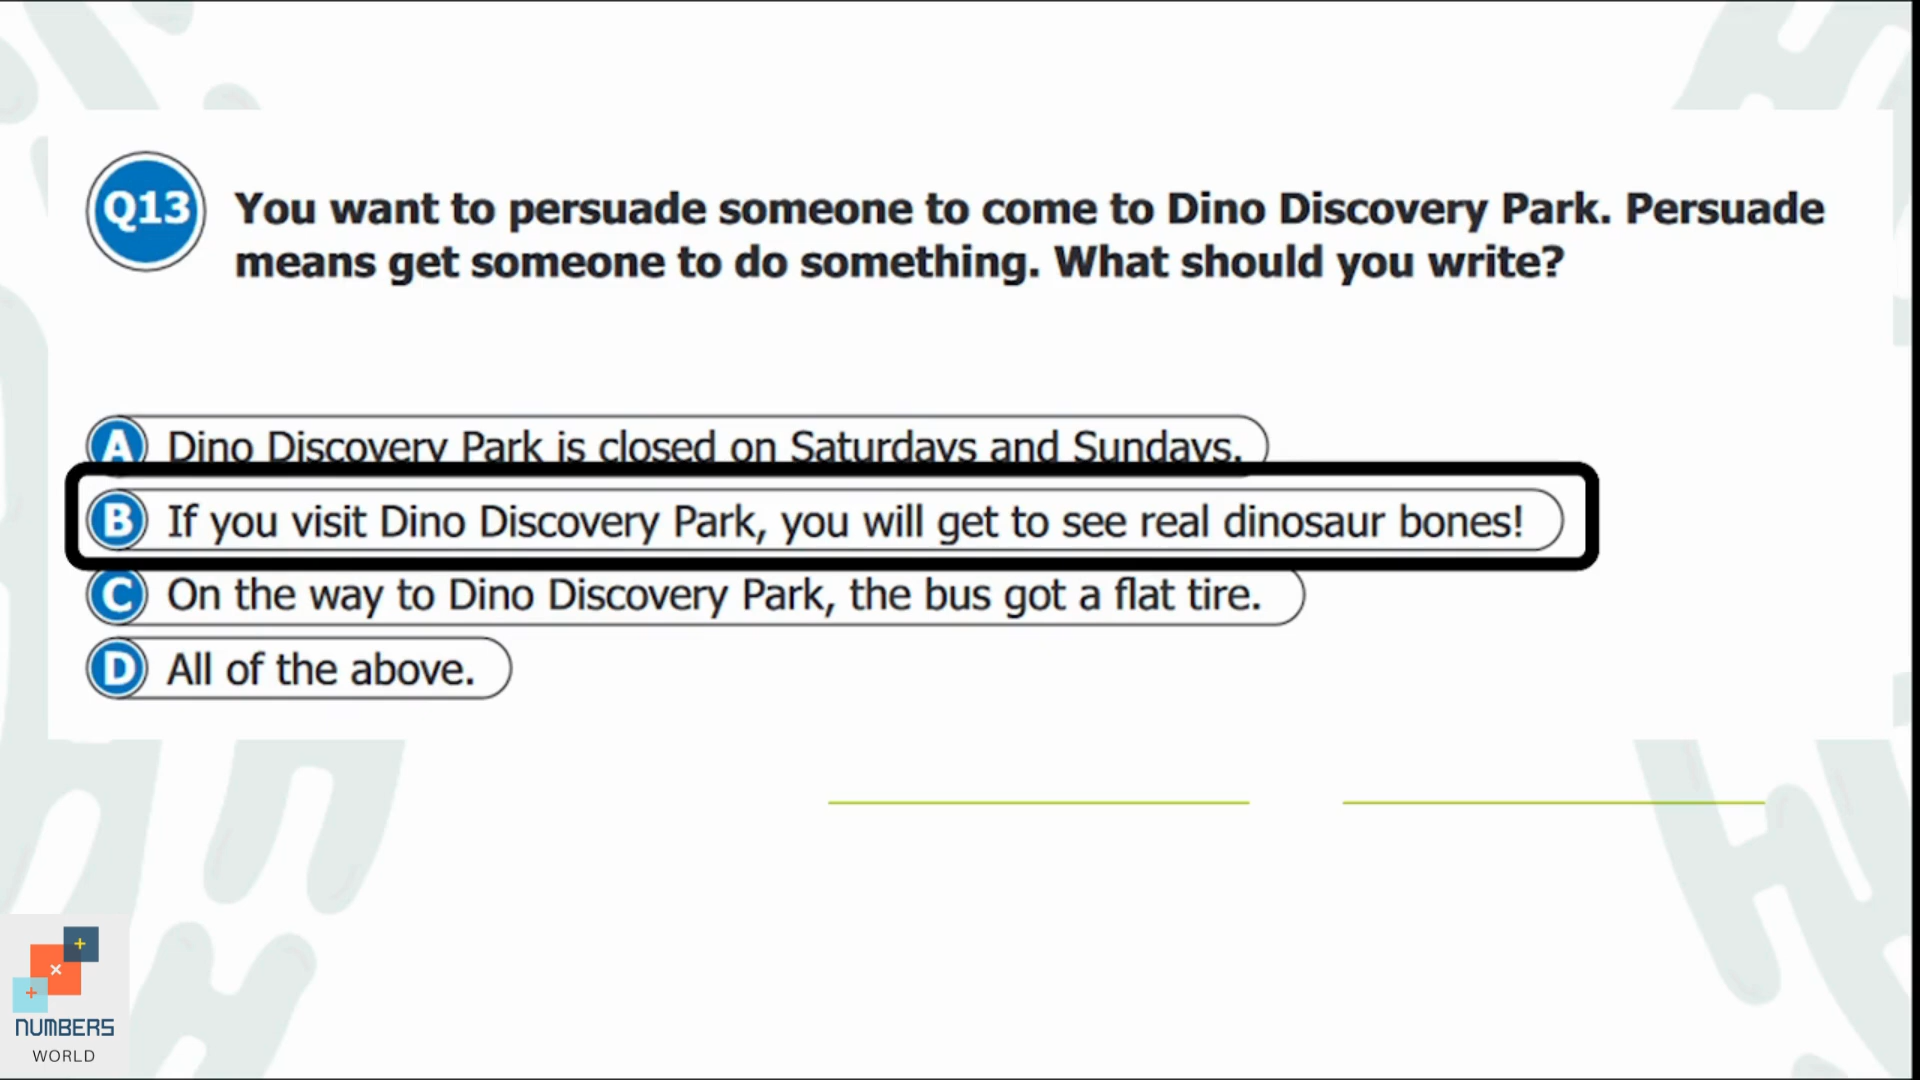 Q13
You want to persuade someone to come to Dino Discovery Park. Persuade
means get someone to do something. What should you write?
A Dino Discovery Park is closed on Saturdays and Sundays.
B If you visit Dino Discovery Park, you will get to see real dinosaur bones!
C On the way to Dino Discovery Park, the bus got a flat tire.
D All of the above.
+
×
+
NUMBERS
WORLD